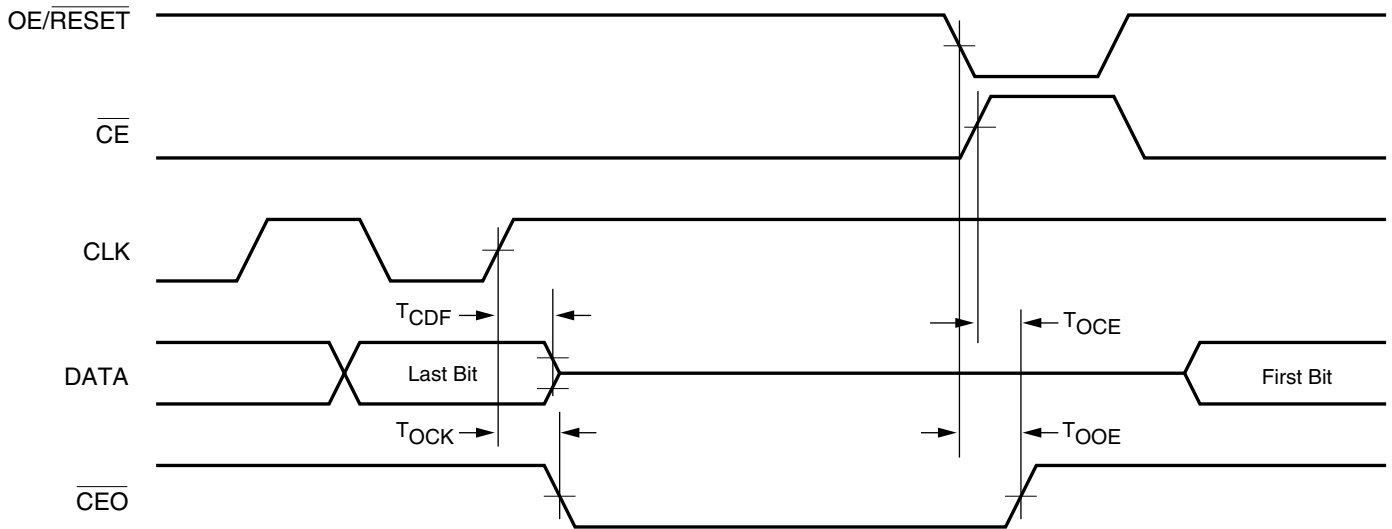 OE/RESET
CE
CLK
TCDF
TOCE
DATA
Last Bit
First Bit
TOCK
TOOE
CEO